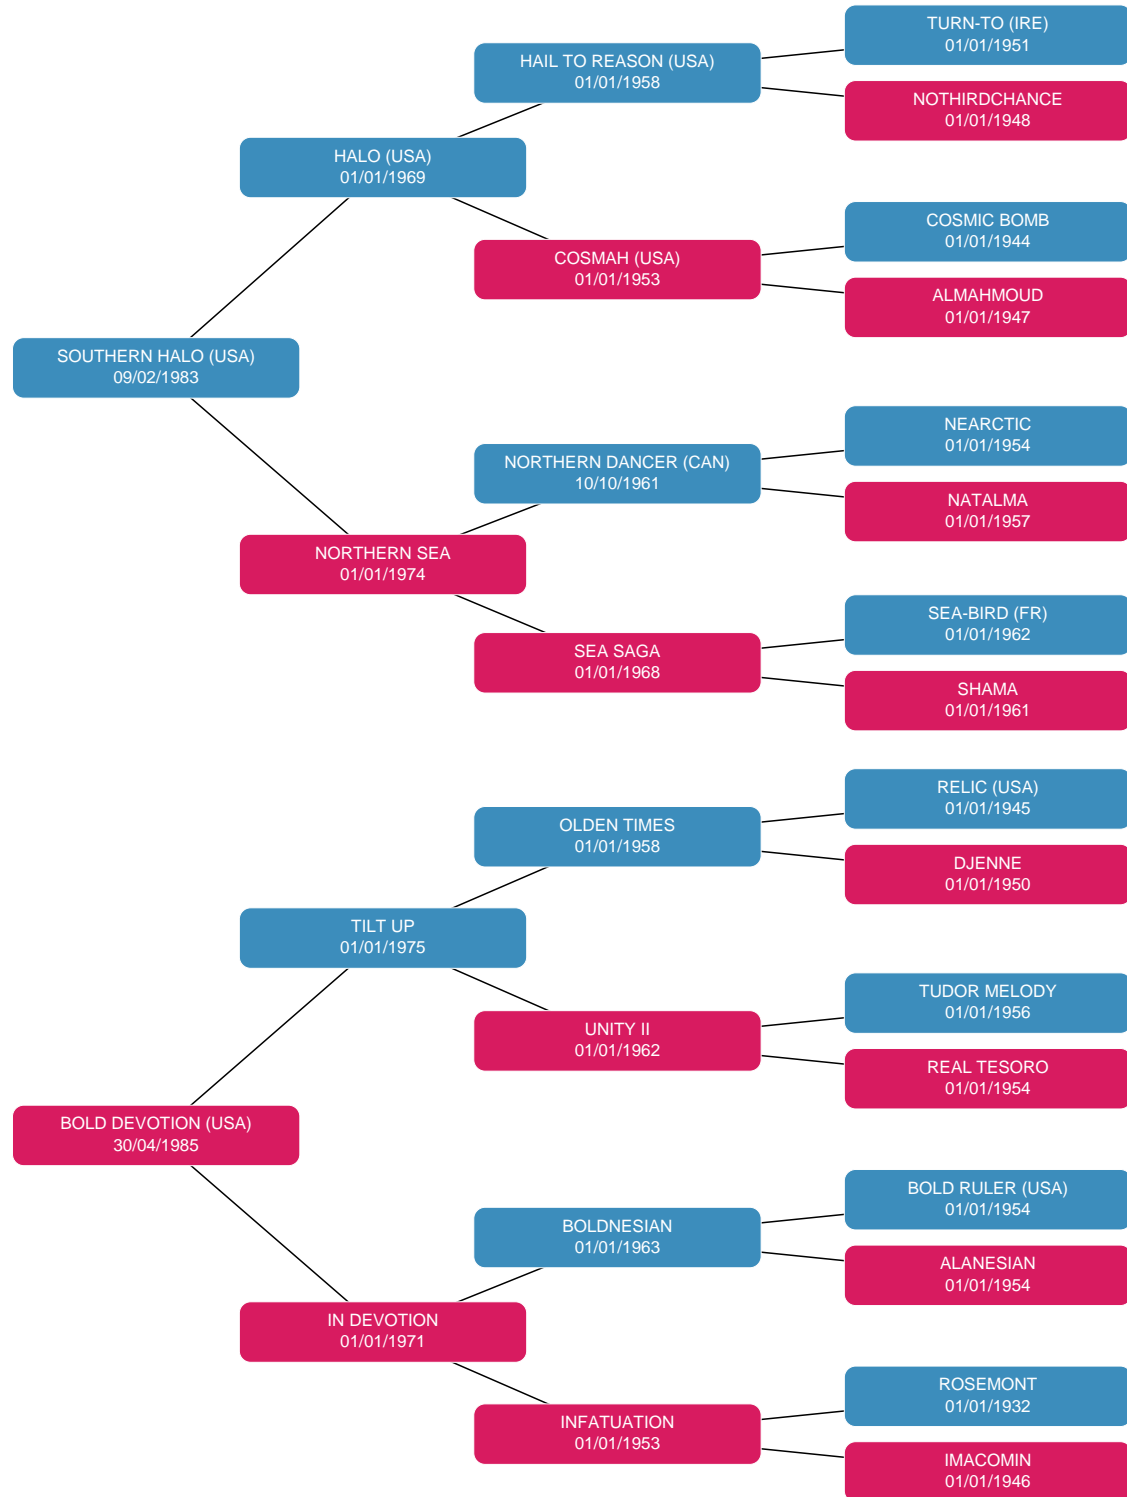 TURN-TO (IRE)
01/01/1951
HAIL TO REASON (USA)
01/01/1958
NOTHIRDCHANCE
01/01/1948
HALO (USA)
01/01/1969
COSMIC BOMB
01/01/1944
COSMAH (USA)
01/01/1953
ALMAHMOUD
01/01/1947
SOUTHERN HALO (USA)
09/02/1983
NEARCTIC
01/01/1954
NORTHERN DANCER (CAN)
10/10/1961
NATALMA
01/01/1957
NORTHERN SEA
01/01/1974
SEA-BIRD (FR)
01/01/1962
SEA SAGA
01/01/1968
SHAMA
01/01/1961
RELIC (USA)
01/01/1945
OLDEN TIMES
01/01/1958
DJENNE
01/01/1950
TILT UP
01/01/1975
TUDOR MELODY
01/01/1956
UNITY II
01/01/1962
REAL TESORO
01/01/1954
BOLD DEVOTION (USA)
30/04/1985
BOLD RULER (USA)
01/01/1954
BOLDNESIAN
01/01/1963
ALANESIAN
01/01/1954
IN DEVOTION
01/01/1971
ROSEMONT
01/01/1932
INFATUATION
01/01/1953
IMACOMIN
01/01/1946